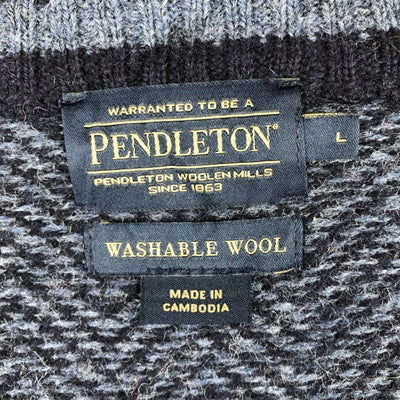 WARRANTED TO BE A
PENDLETON®
PENDLETON WOOLEN MILLS
SINCE 1863
L
WASHABLE WOOL
MADE IN
CAMBODIA